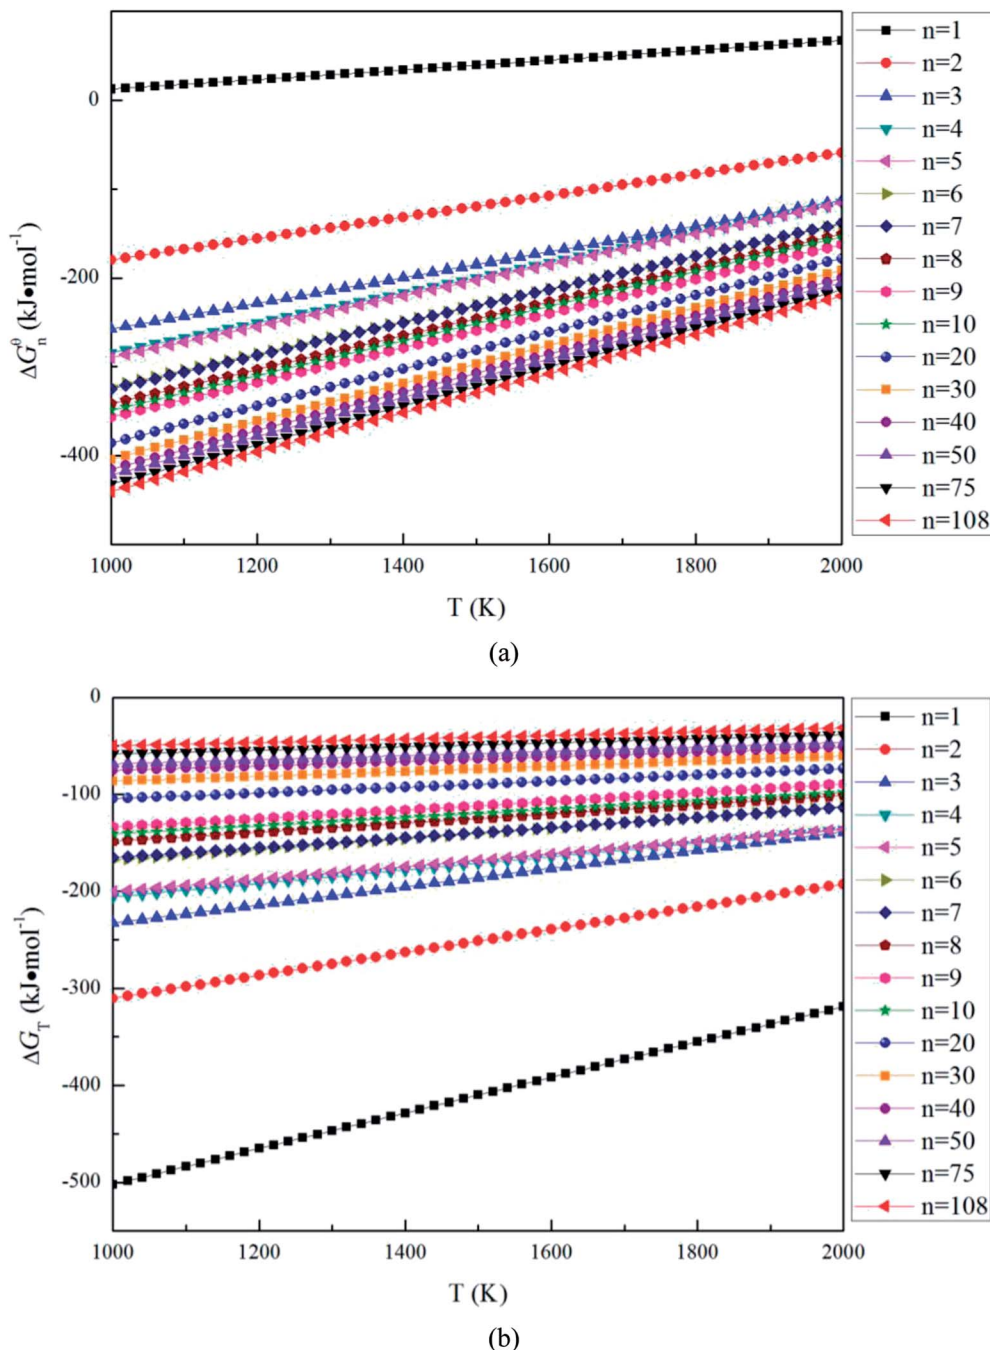 0
-200
-400
ΔG_n^θ (kJ•mol⁻¹)
1000 1200 1400 1600 1800 2000
T (K)
n=1
n=2
n=3
n=4
n=5
n=6
n=7
n=8
n=9
n=10
n=20
n=30
n=40
n=50
n=75
n=108
(a)
0
-100
-200
-300
-400
-500
ΔG_T (kJ•mol⁻¹)
1000 1200 1400 1600 1800 2000
T (K)
n=1
n=2
n=3
n=4
n=5
n=6
n=7
n=8
n=9
n=10
n=20
n=30
n=40
n=50
n=75
n=108
(b)